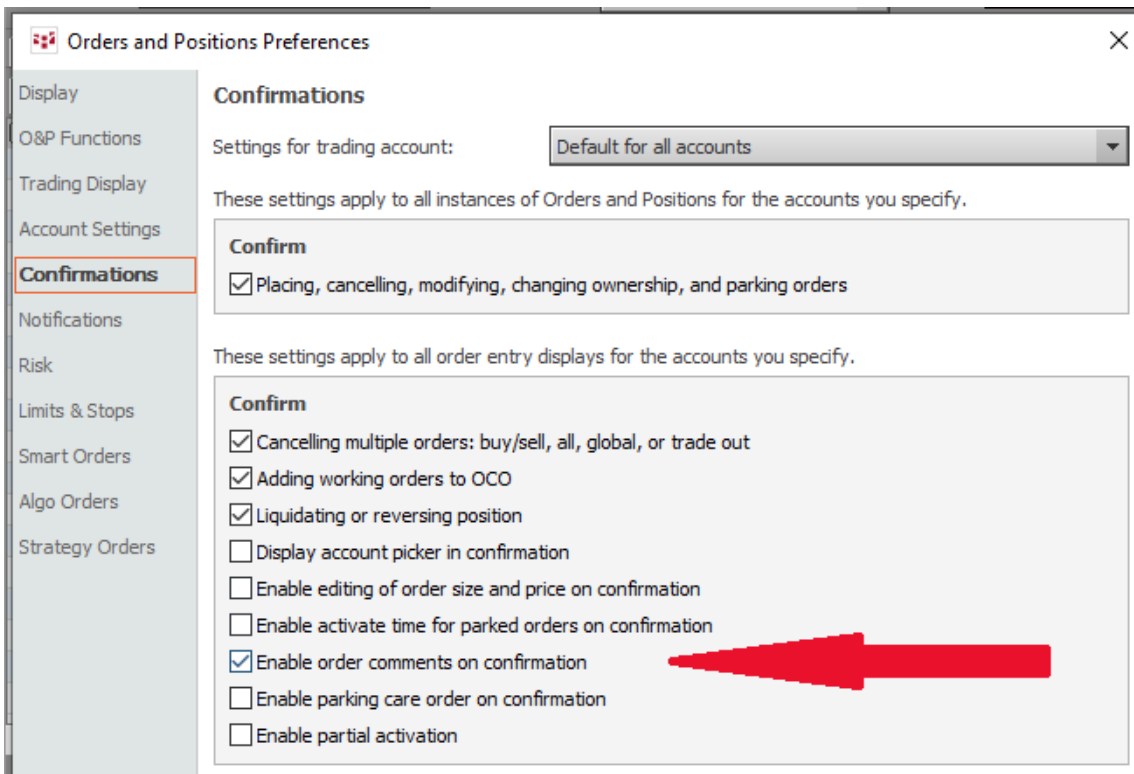 Orders and Positions Preferences
Display
O&P Functions
Trading Display
Account Settings
Confirmations
Notifications
Risk
Limits & Stops
Smart Orders
Algo Orders
Strategy Orders
Confirmations
Settings for trading account: Default for all accounts
These settings apply to all instances of Orders and Positions for the accounts you specify.
Confirm
Placing, cancelling, modifying, changing ownership, and parking orders
These settings apply to all order entry displays for the accounts you specify.
Confirm
Cancelling multiple orders: buy/sell, all, global, or trade out
Adding working orders to OCO
Liquidating or reversing position
Display account picker in confirmation
Enable editing of order size and price on confirmation
Enable activate time for parked orders on confirmation
Enable order comments on confirmation
Enable parking care order on confirmation
Enable partial activation